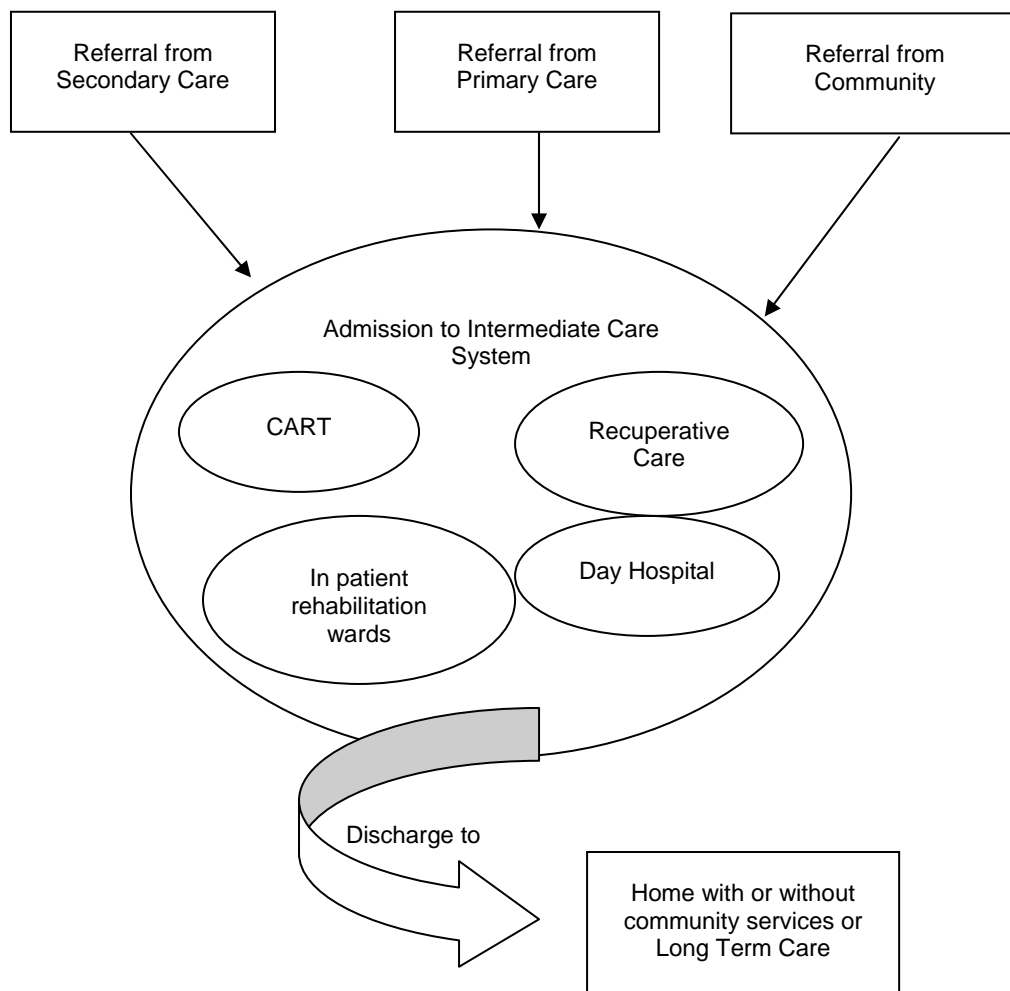 Referral from
Secondary Care
Referral from
Primary Care
Referral from
Community
Admission to Intermediate Care
System
CART
Recuperative
Care
In patient
rehabilitation
wards
Day Hospital
Discharge to
Home with or without
community services or
Long Term Care